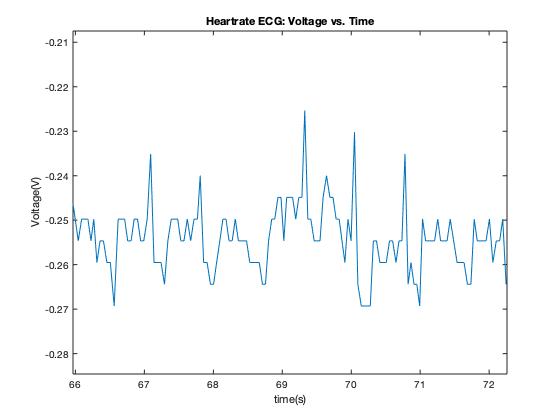 Heartrate ECG: Voltage vs. Time
-0.21
-0.22
-0.23
-0.24
-0.25
-0.26
-0.27
-0.28
Voltage(V)
66 67 68 69 70 71 72
time(s)